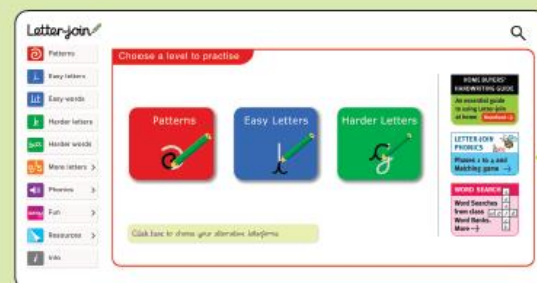 Letter-join
Patterns
Easy letters
Easy words
Harder letters
Harder words
More letters >
Phonics >
Fun >
Resources >
Info
Choose a level to practise
Patterns
Easy Letters
Harder Letters
Click here to choose your alternative letterforms.
HOME BUYERS'
HANDWRITING GUIDE
An essential guide
to using Letter-join
at home
LETTER-JOIN
PHONICS
Phases 2 to 4 and
Matching game
WORD SEARCH
Word Searches
from class
Word Banks.
More